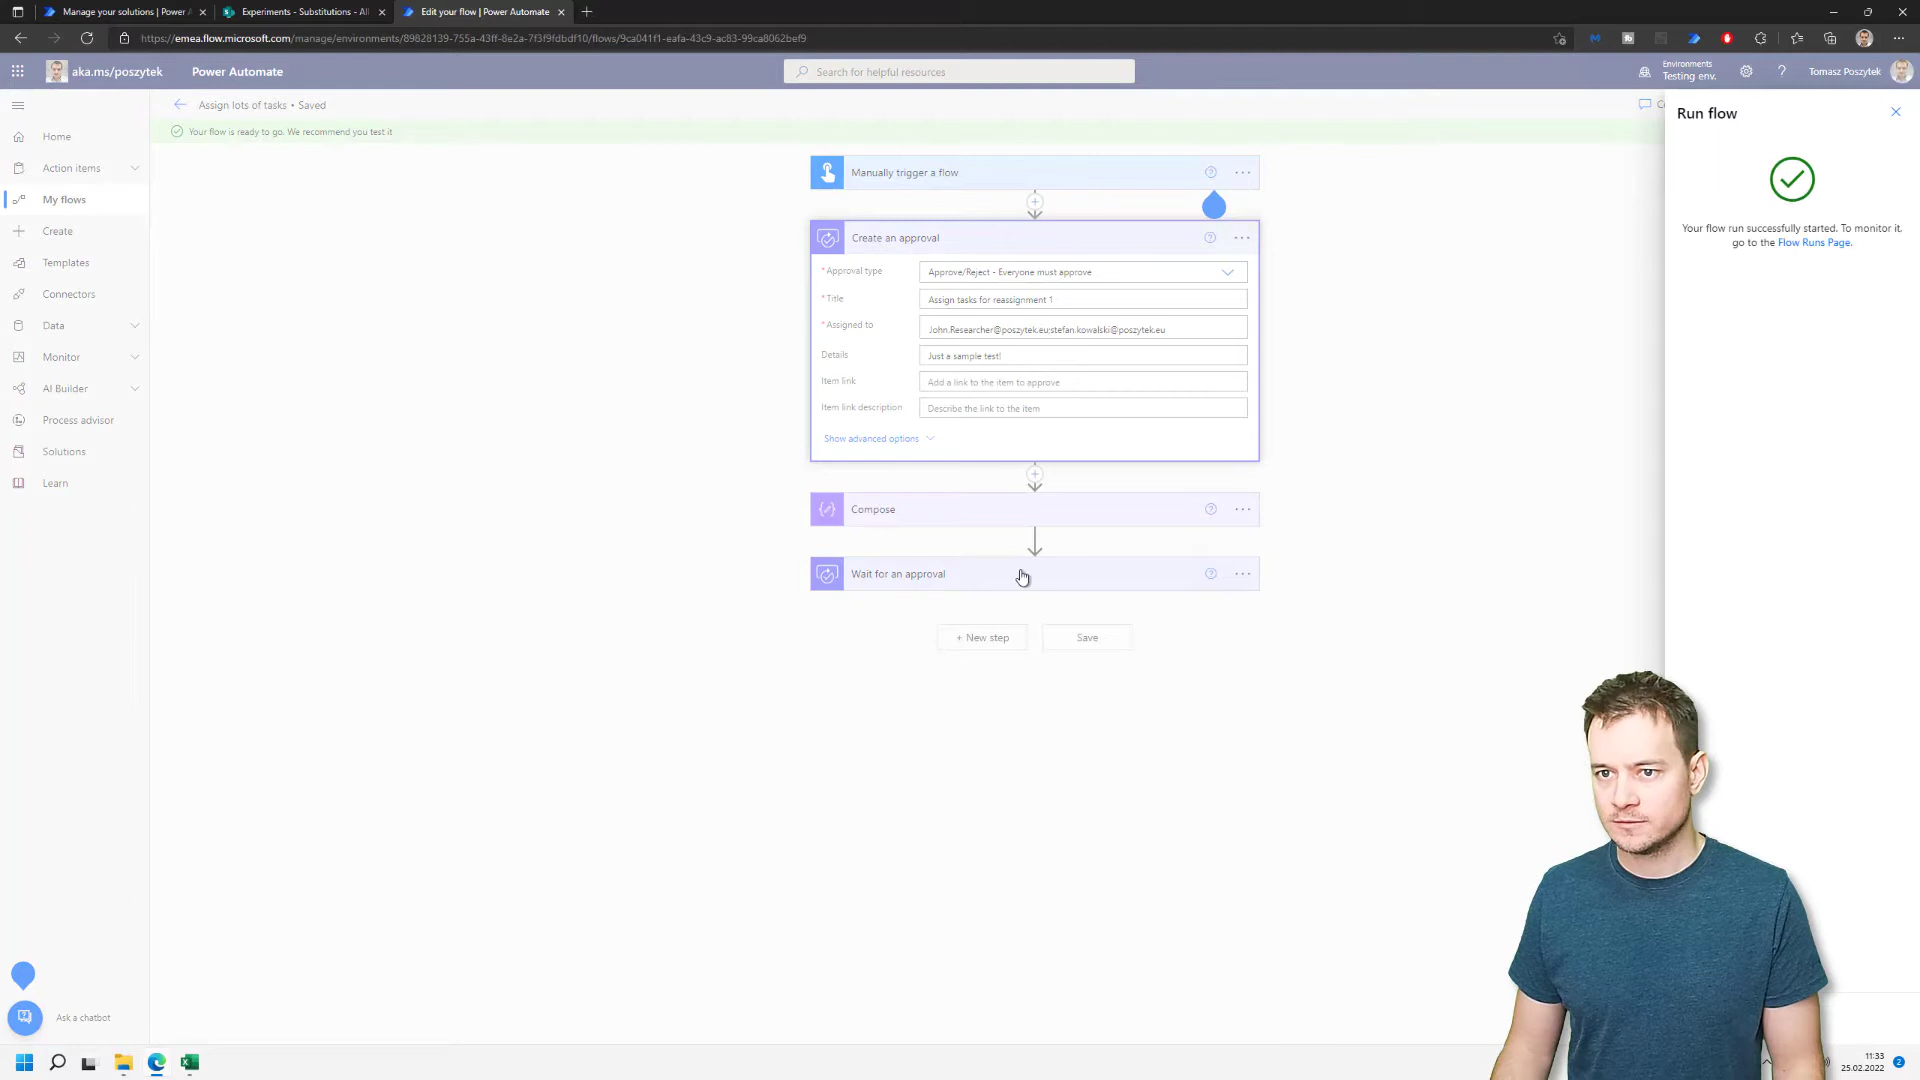 Manage your solutions | Power A
Experiments - Substitutions - All
Edit your flow | Power Automate
https://emea.flow.microsoft.com/manage/environments/89828139-755a-43ff-8e2a-7f3f9fdbdf10/flows/9ca041f1-eafa-43c9-ac83-99ca8062bef9
aka.ms/poszytek
Power Automate
Search for helpful resources
Environments
Testing env.
Tomasz Poszytek
Assign lots of tasks • Saved
Your flow is ready to go. We recommend you test it
Home
Action items
My flows
Create
Templates
Connectors
Data
Monitor
AI Builder
Process advisor
Solutions
Learn
Ask a chatbot
Manually trigger a flow
Create an approval
* Approval type
Approve/Reject - Everyone must approve
* Title
Assign tasks for reassignment 1
* Assigned to
John.Researcher@poszytek.eu;stefan.kowalski@poszytek.eu
Details
Just a sample test!
Item link
Add a link to the item to approve
Item link description
Describe the link to the item
Show advanced options
Compose
Wait for an approval
+ New step
Save
Run flow
Your flow run successfully started. To monitor it,
go to the Flow Runs Page.
11:33
25.02.2022
2